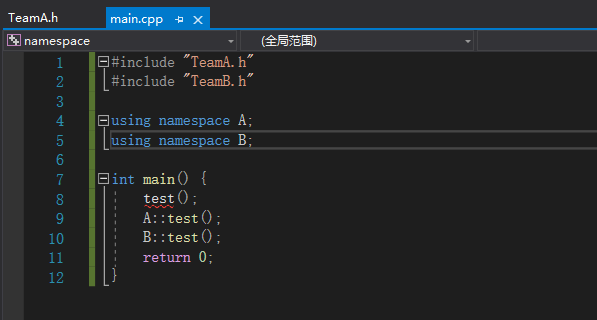 TeamA.h main.cpp
namespace (全局范围)
1 #include "TeamA.h"
2 #include "TeamB.h"
3
4 using namespace A;
5 using namespace B;
6
7 int main() {
8 test();
9 A::test();
10 B::test();
11 return 0;
12 }